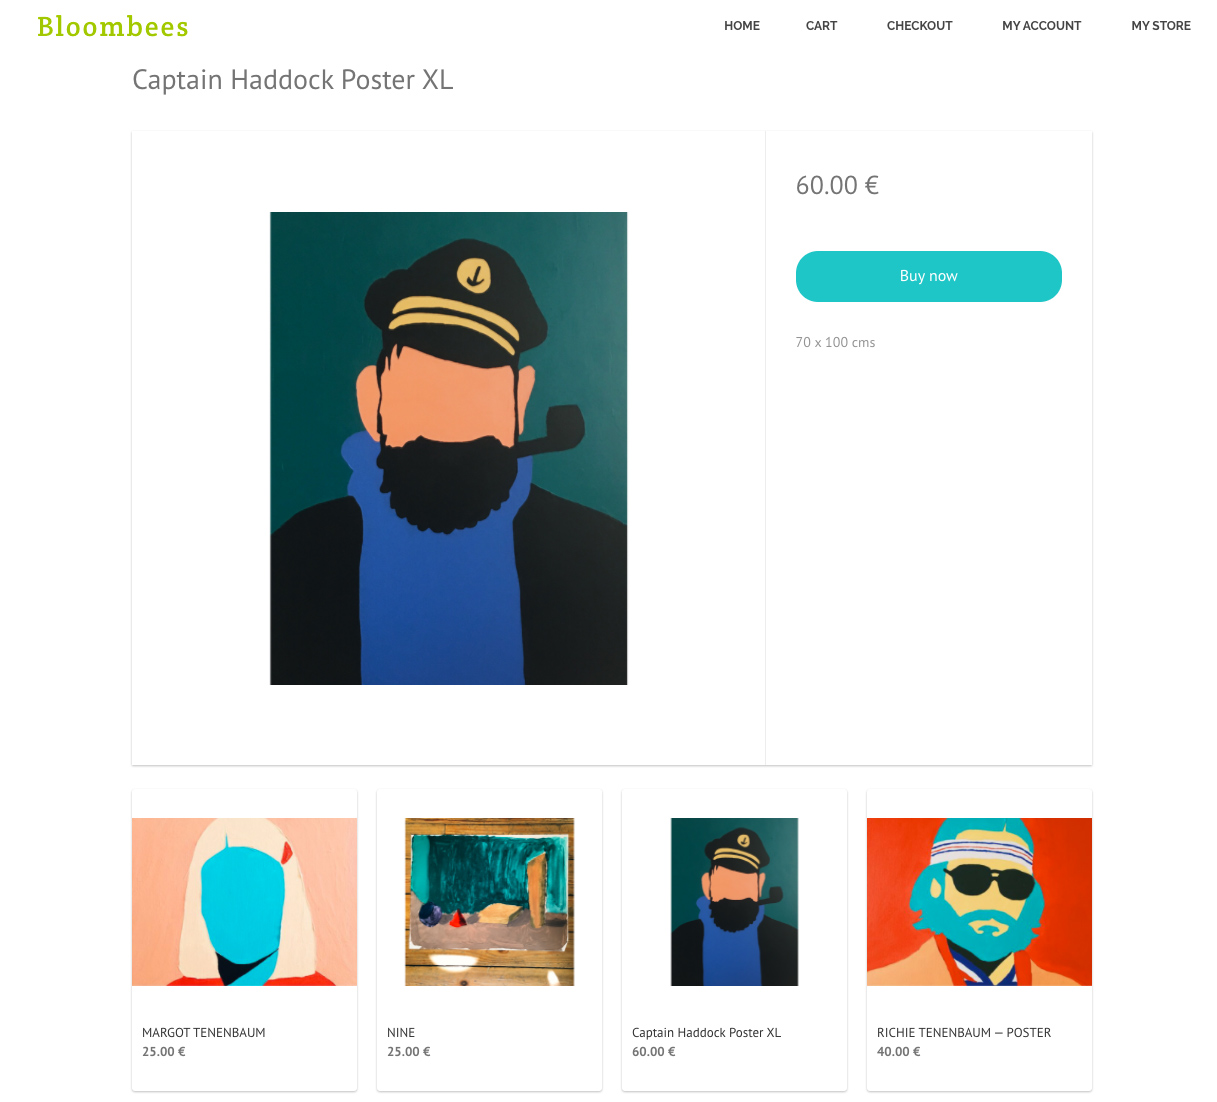 Bloombees
HOME CART CHECKOUT MY ACCOUNT MY STORE
Captain Haddock Poster XL
60.00 €
Buy now
70 x 100 cms
MARGOT TENENBAUM
25.00 €
NINE
25.00 €
Captain Haddock Poster XL
60.00 €
RICHIE TENENBAUM — POSTER
40.00 €